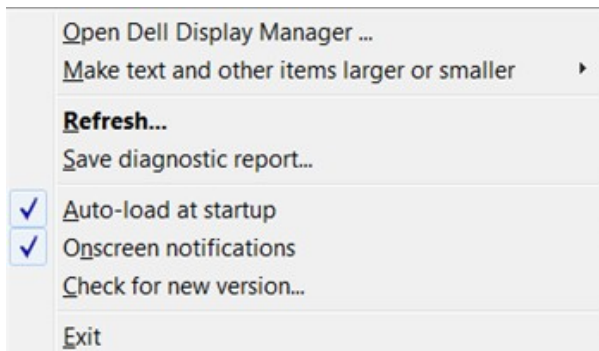 Open Dell Display Manager ...
Make text and other items larger or smaller
Refresh...
Save diagnostic report...
Auto-load at startup
Onscreen notifications
Check for new version...
Exit